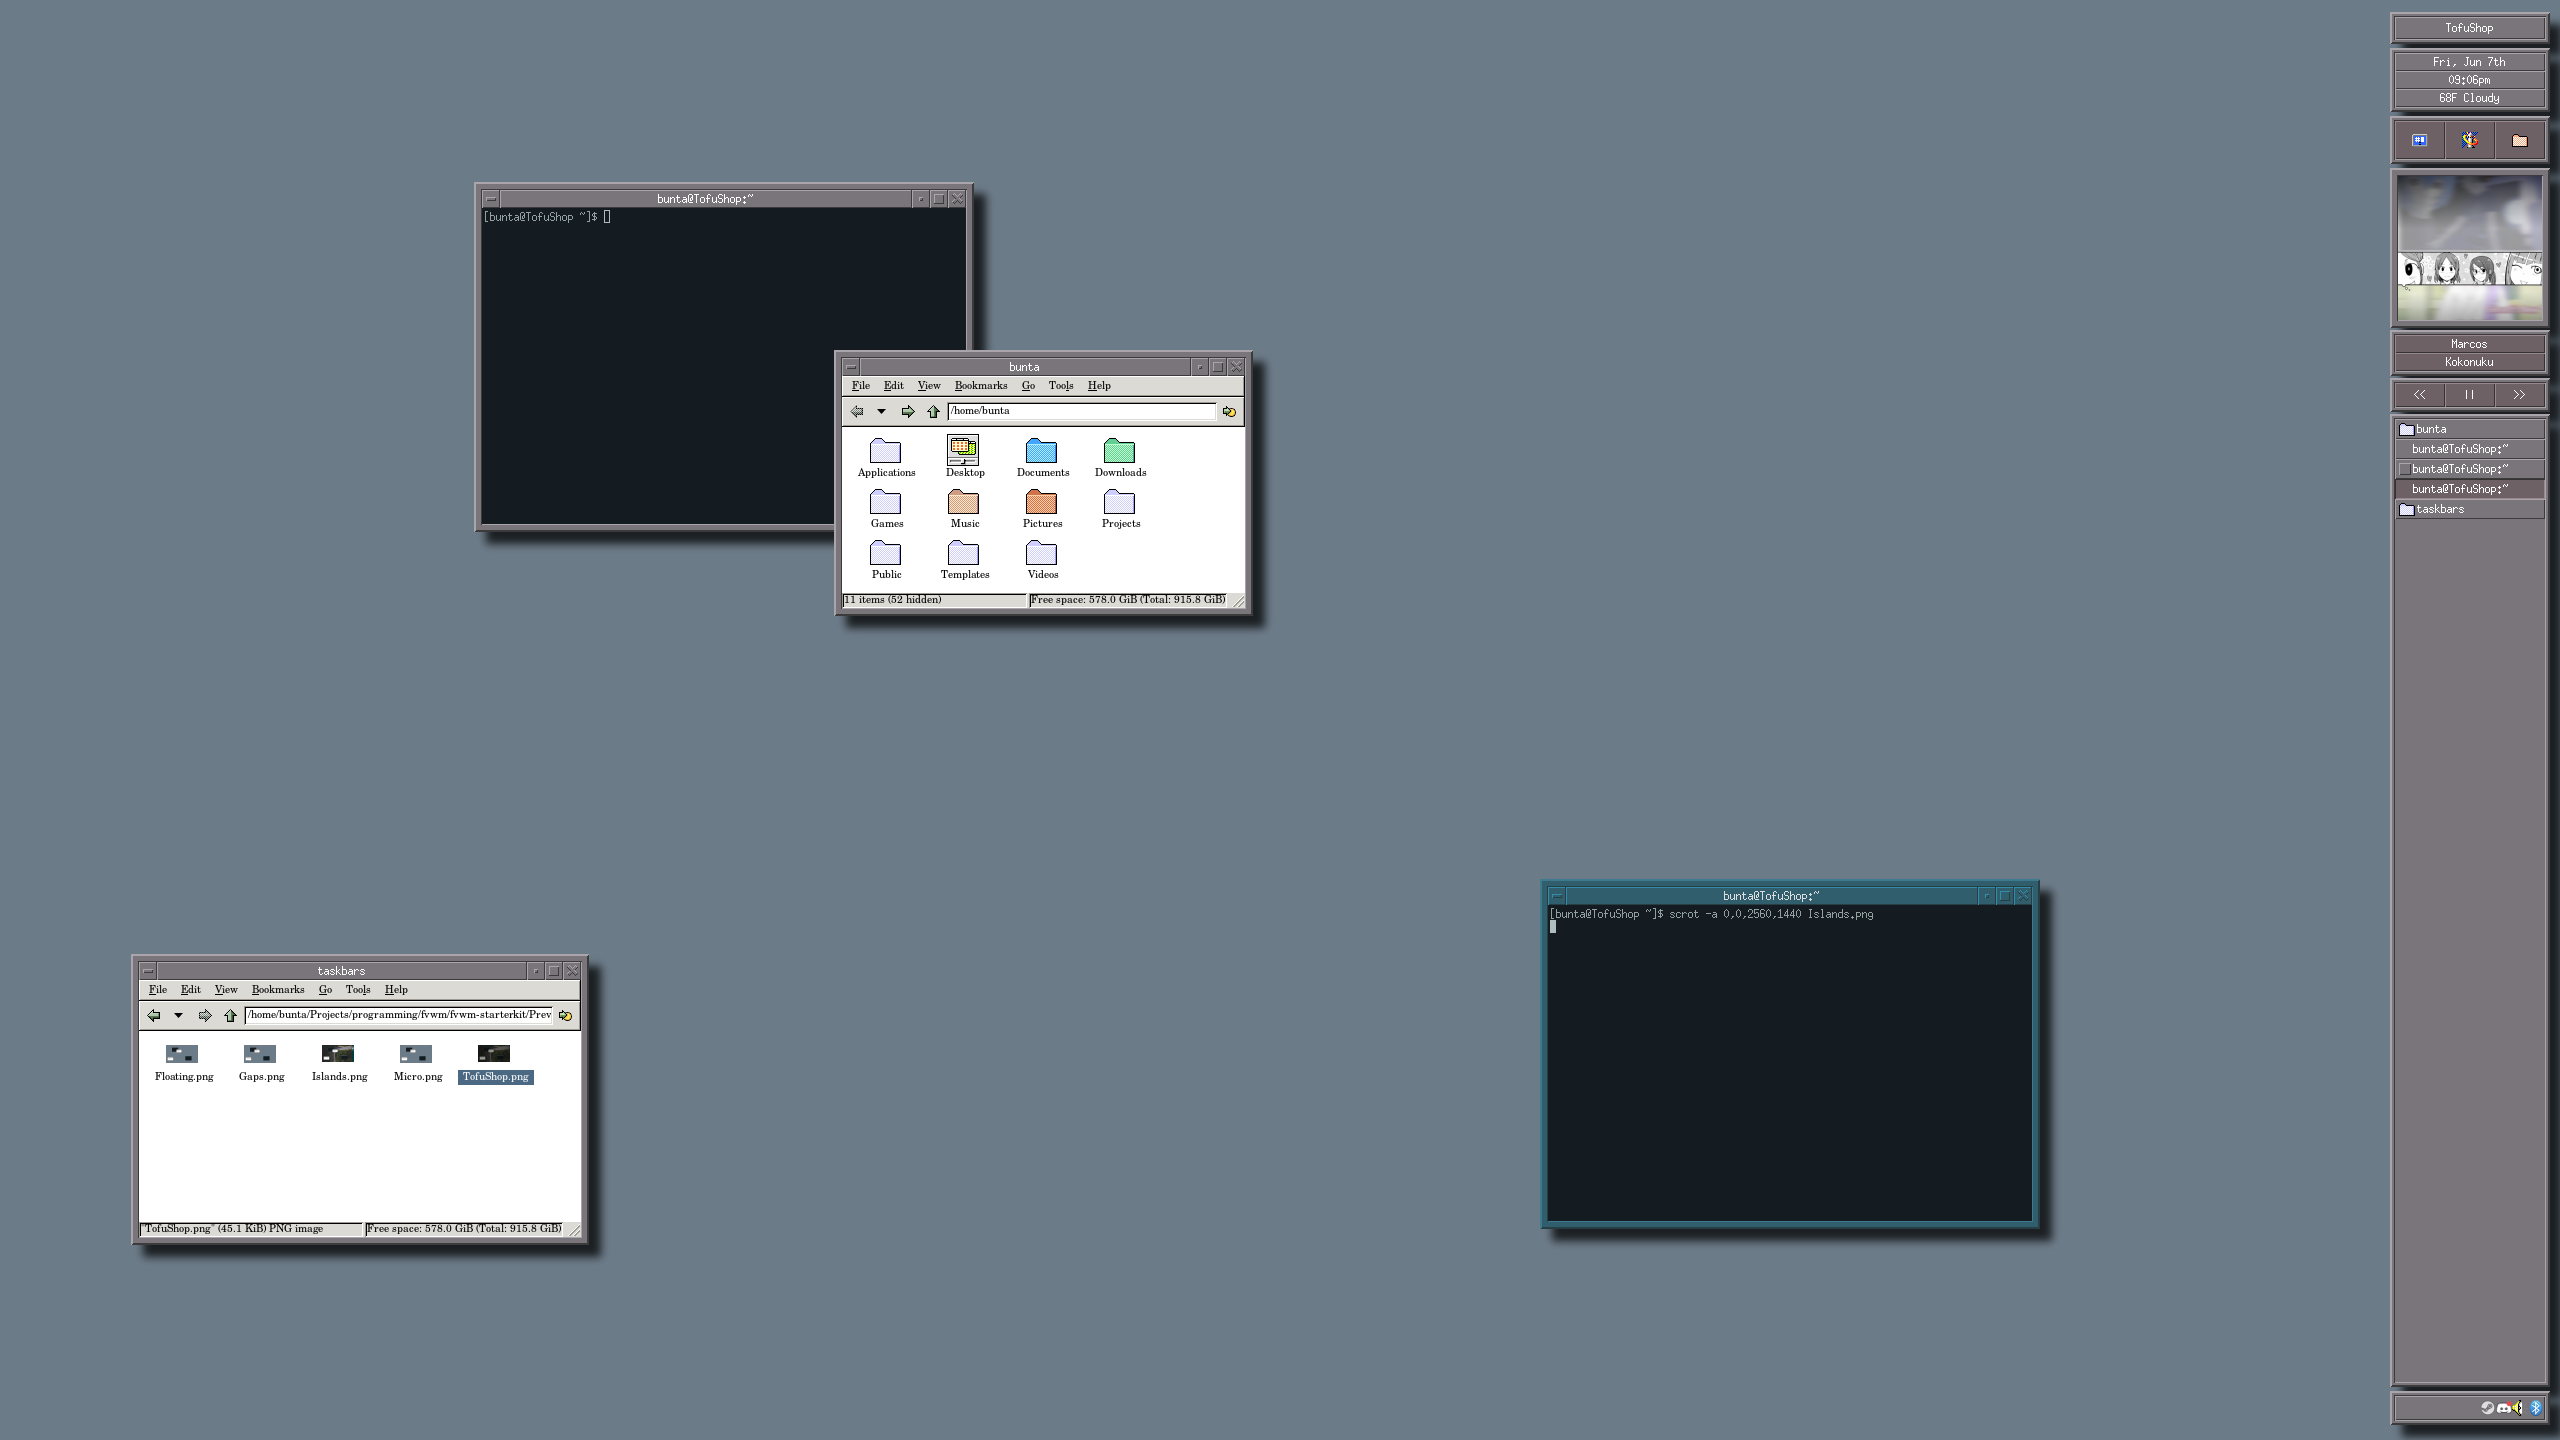 bunta@TofuShop:~
[bunta@TofuShop ~]$
bunta
File Edit View Bookmarks Go Tools Help
/home/bunta
Applications Desktop Documents Downloads
Games Music Pictures Projects
Public Templates Videos
11 items (52 hidden) Free space: 578.0 GiB (Total: 915.8 GiB)
taskbars
File Edit View Bookmarks Go Tools Help
/home/bunta/Projects/programming/fvwm/fvwm-starterkit/Prev
Floating.png Gaps.png Islands.png Micro.png TofuShop.png
"TofuShop.png" (45.1 KiB) PNG image Free space: 578.0 GiB (Total: 915.8 GiB)
bunta@TofuShop:~
[bunta@TofuShop ~]$ scrot -a 0,0,2560,1440 Islands.png
TofuShop
Fri, Jun 7th
09:06pm
68F Cloudy
Marcos
Kokonuku
<< || >>
bunta
bunta@TofuShop:~
bunta@TofuShop:~
bunta@TofuShop:~
taskbars